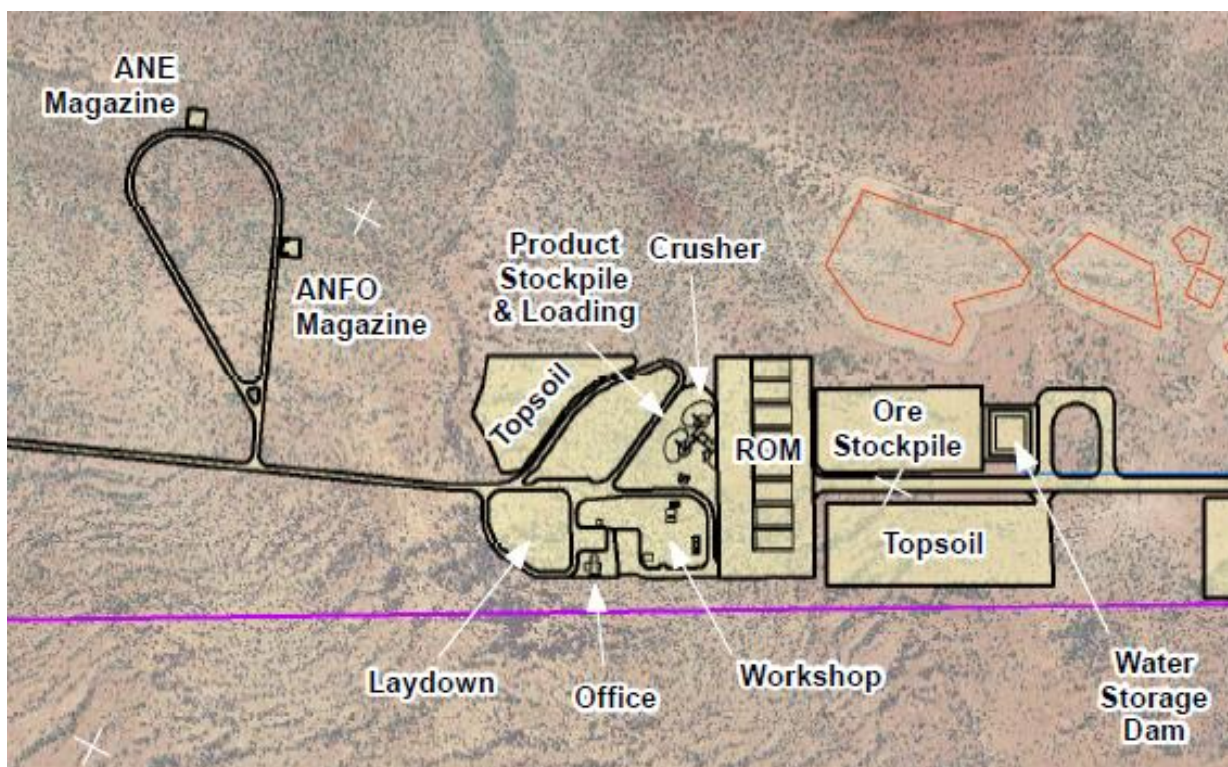 ANE
Magazine
ANFO
Magazine
Product
Stockpile
& Loading
Crusher
Topsoil
ROM
Ore
Stockpile
Topsoil
Laydown
Office
Workshop
Water
Storage
Dam